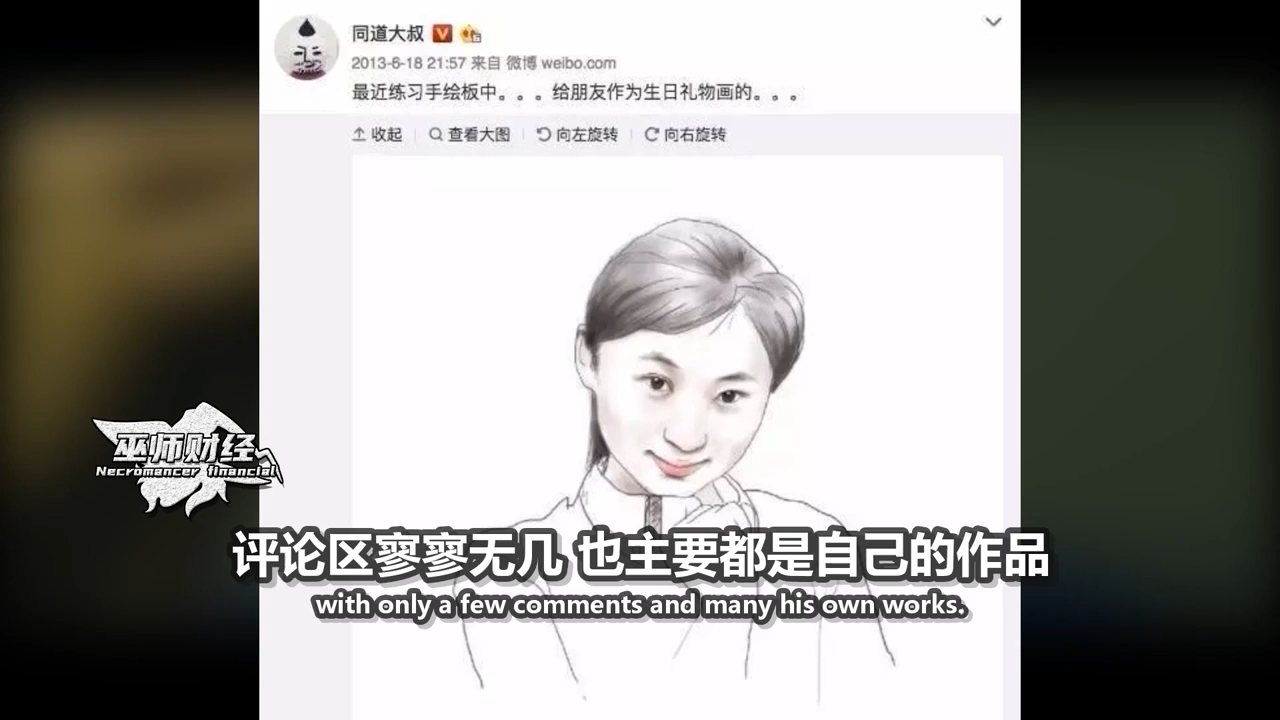 同道大叔
2013-6-18 21:57 来自 微博 weibo.com
最近练习手绘板中。。。给朋友作为生日礼物画的。。。
收起 查看大图 向左旋转 向右旋转
巫师财经
Necromancer financial
评论区寥寥无几 也主要都是自己的作品
with only a few comments and many his own works.